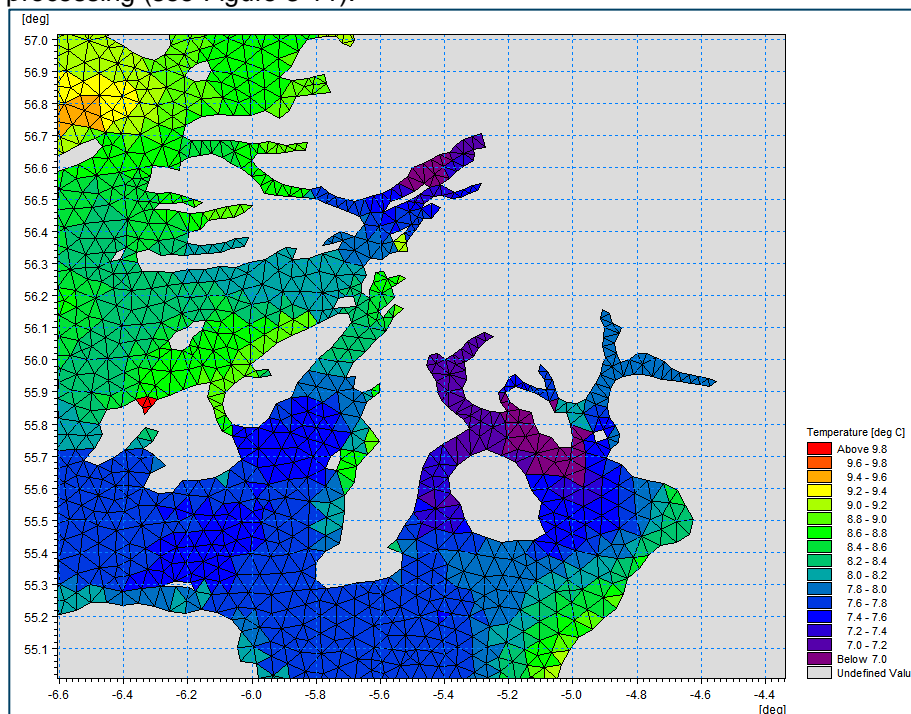 processing (see Figure
[deg]
57.0
56.9
56.8
56.7
56.6
56.5
56.4
56.3
56.2
56.1
56.0
55.9
55.8
55.7
55.6
55.5
55.4
55.3
55.2
55.1
-6.6 -6.4 -6.2 -6.0 -5.8 -5.6 -5.4 -5.2 -5.0 -4.8 -4.6 -4.4
[deg]
Temperature [deg C]
Above 9.8
9.6 - 9.8
9.4 - 9.6
9.2 - 9.4
9.0 - 9.2
8.8 - 9.0
8.6 - 8.8
8.4 - 8.6
8.2 - 8.4
8.0 - 8.2
7.8 - 8.0
7.6 - 7.8
7.4 - 7.6
7.2 - 7.4
7.0 - 7.2
Below 7.0
Undefined Valu